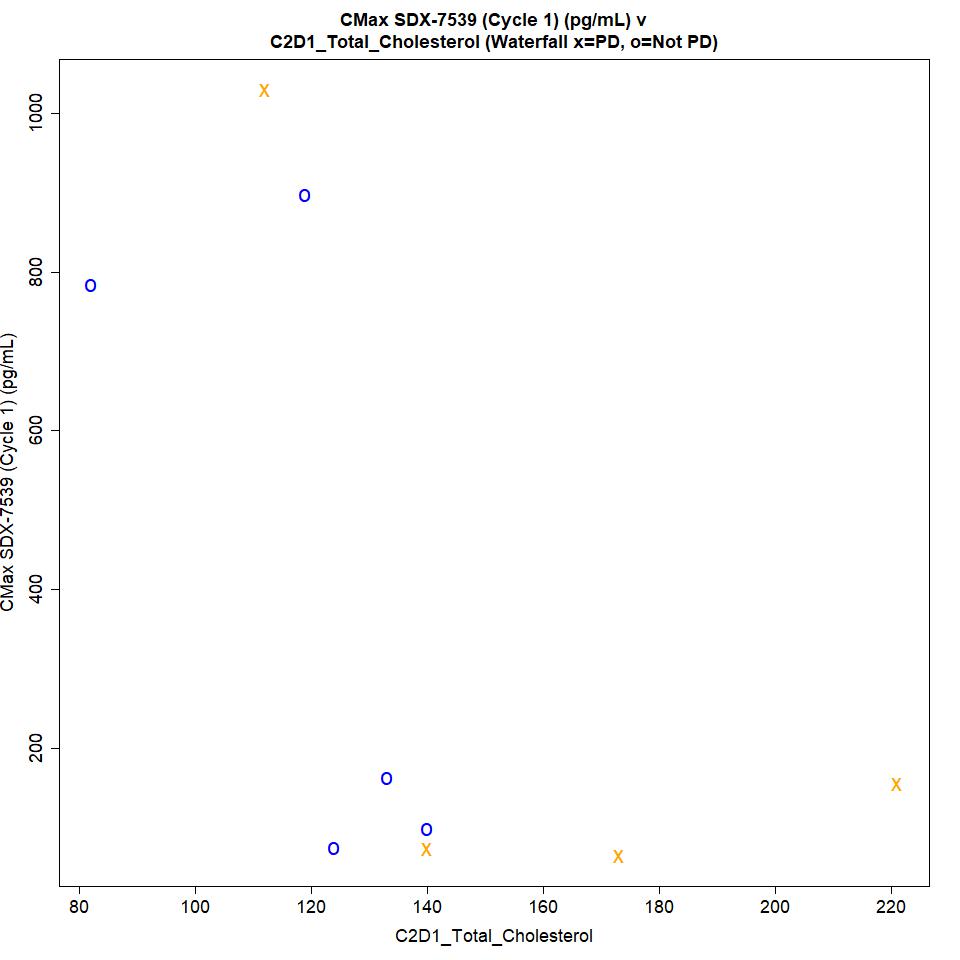 CMax SDX-7539 (Cycle 1) (pg/mL) v
C2D1_Total_Cholesterol (Waterfall x=PD, o=Not PD)
CMax SDX-7539 (Cycle 1) (pg/mL)
1000
800
600
400
200
X
O
O
O
X
O
O
X
X
80 100 120 140 160 180 200 220
C2D1_Total_Cholesterol